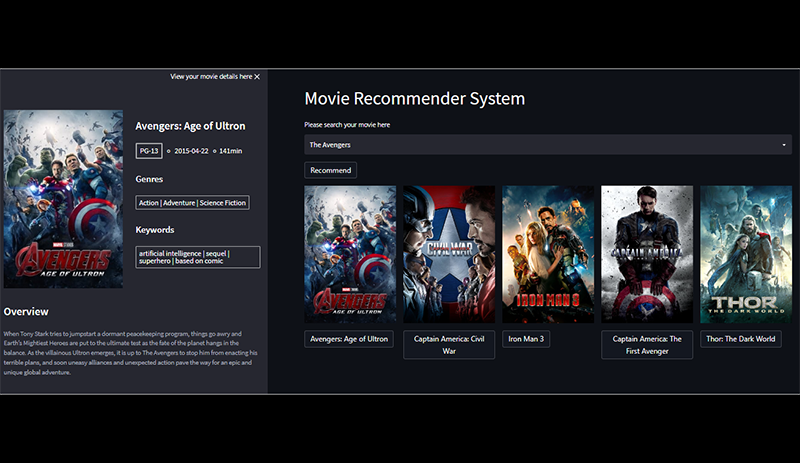 View your movie details here ✕
Avengers: Age of Ultron
PG-13 2015-04-22 141min
Genres
Action | Adventure | Science Fiction
Keywords
artificial intelligence | sequel |
superhero | based on comic
MARVEL STUDIOS
AVENGERS
AGE OF ULTRON
Overview
When Tony Stark tries to jumpstart a dormant peacekeeping program, things go awry and
Earth's Mightiest Heroes are put to the ultimate test as the fate of the planet hangs in the
balance. As the villainous Ultron emerges, it is up to The Avengers to stop him from enacting his
terrible plans, and soon uneasy alliances and unexpected action pave the way for an epic and
unique global adventure.
Movie Recommender System
Please search your movie here
The Avengers
Recommend
AVENGERS
AGE OF ULTRON
CIVIL WAR
IRON MAN 3
CAPTAIN AMERICA
THOR
THE DARK WORLD
Avengers: Age of Ultron
Captain America: Civil
War
Iron Man 3
Captain America: The
First Avenger
Thor: The Dark World